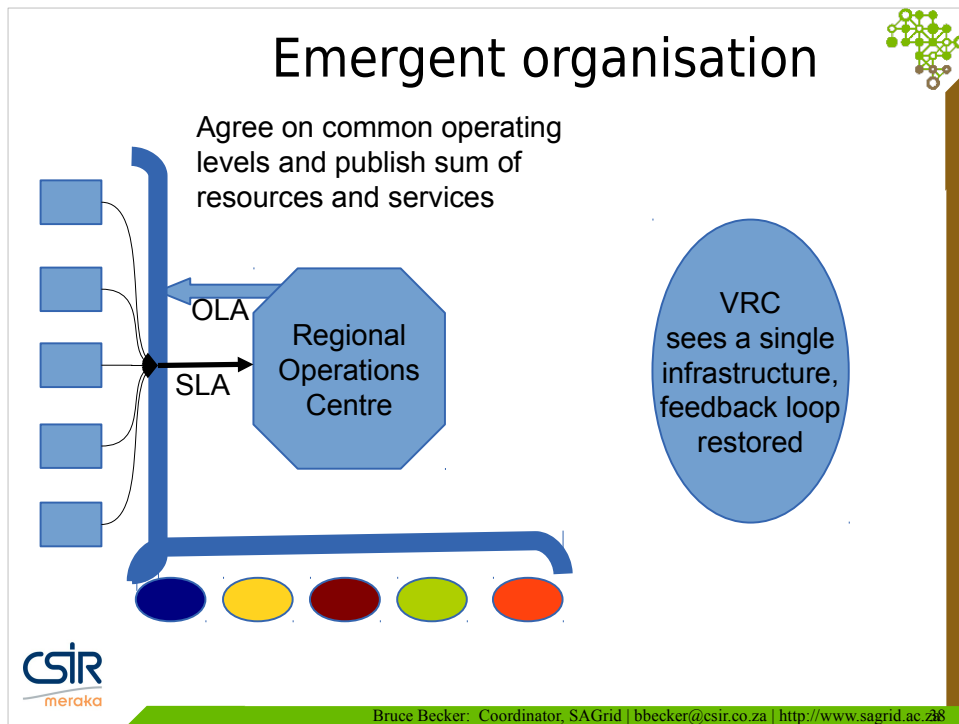 Emergent organisation
Agree on common operating
levels and publish sum of
resources and services
OLA
SLA
Regional
Operations
Centre
VRC
sees a single
infrastructure,
feedback loop
restored
CSIR
meraka
Bruce Becker: Coordinator, SAGrid | bbecker@csir.co.za | http://www.sagrid.ac.za
38